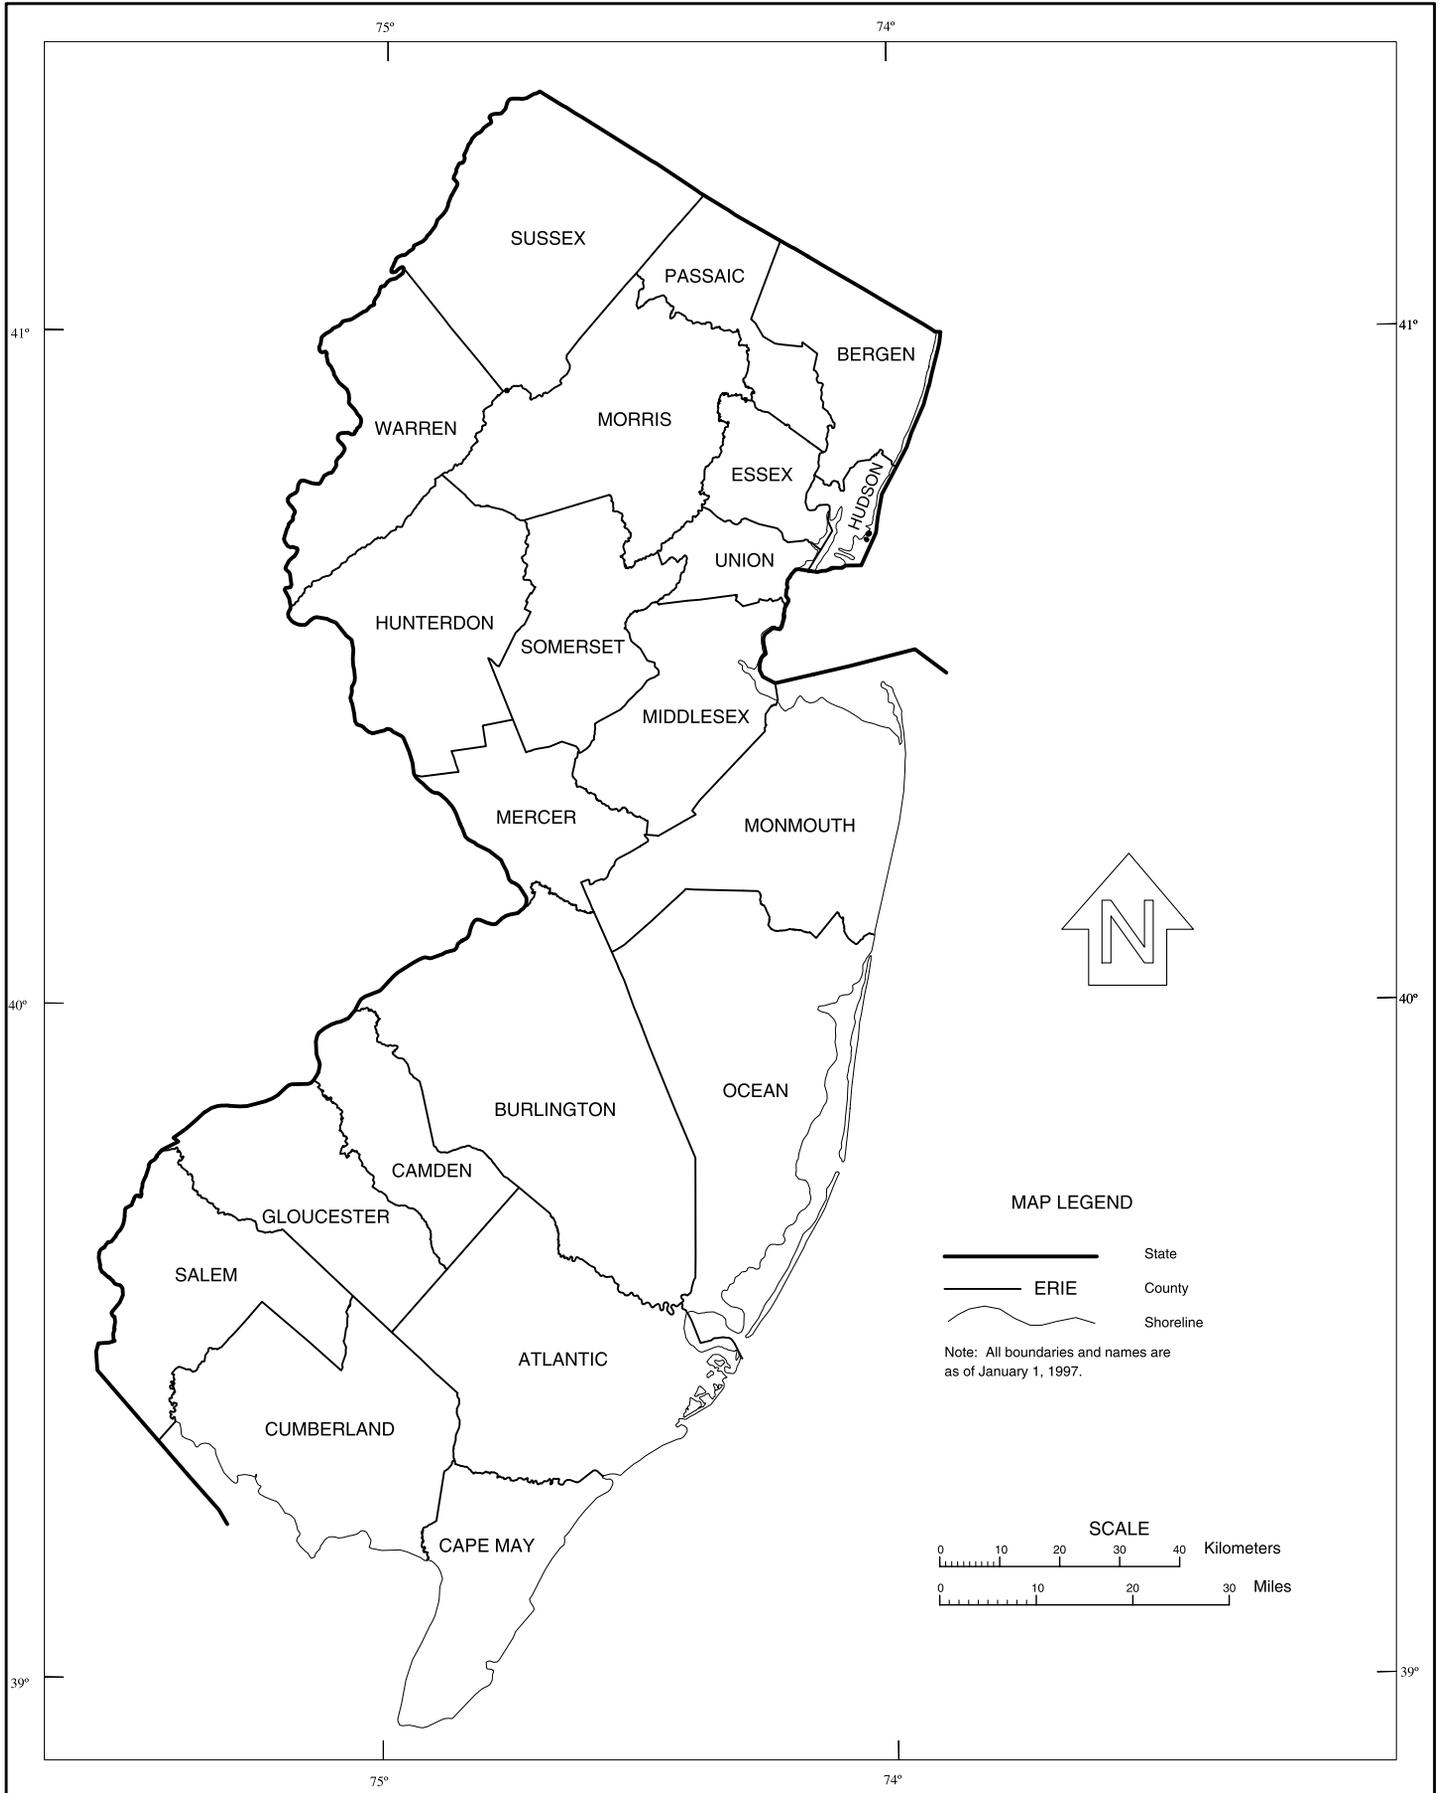 75°
74°
SUSSEX
PASSAIC
41°
41°
BERGEN
MORRIS
WARREN
ESSEX
HUDSON
UNION
HUNTERDON
SOMERSET
MIDDLESEX
MERCER
MONMOUTH
N
40°
40°
OCEAN
BURLINGTON
CAMDEN
MAP LEGEND
GLOUCESTER
State
SALEM
ERIE
County
Shoreline
Note: All boundaries and names are
as of January 1, 1997.
ATLANTIC
CUMBERLAND
SCALE
CAPE MAY
0 10 20 30 40 Kilometers
0 10 20 30 Miles
39°
39°
75°
74°